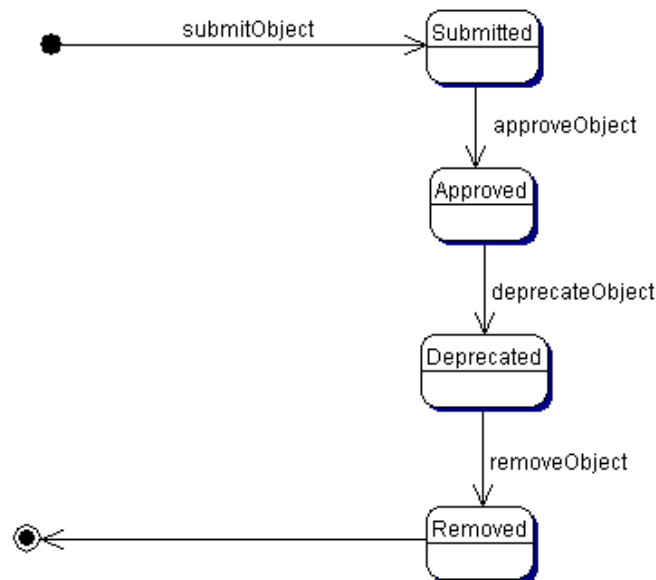 submitObject
Submitted
approveObject
Approved
deprecateObject
Deprecated
removeObject
Removed